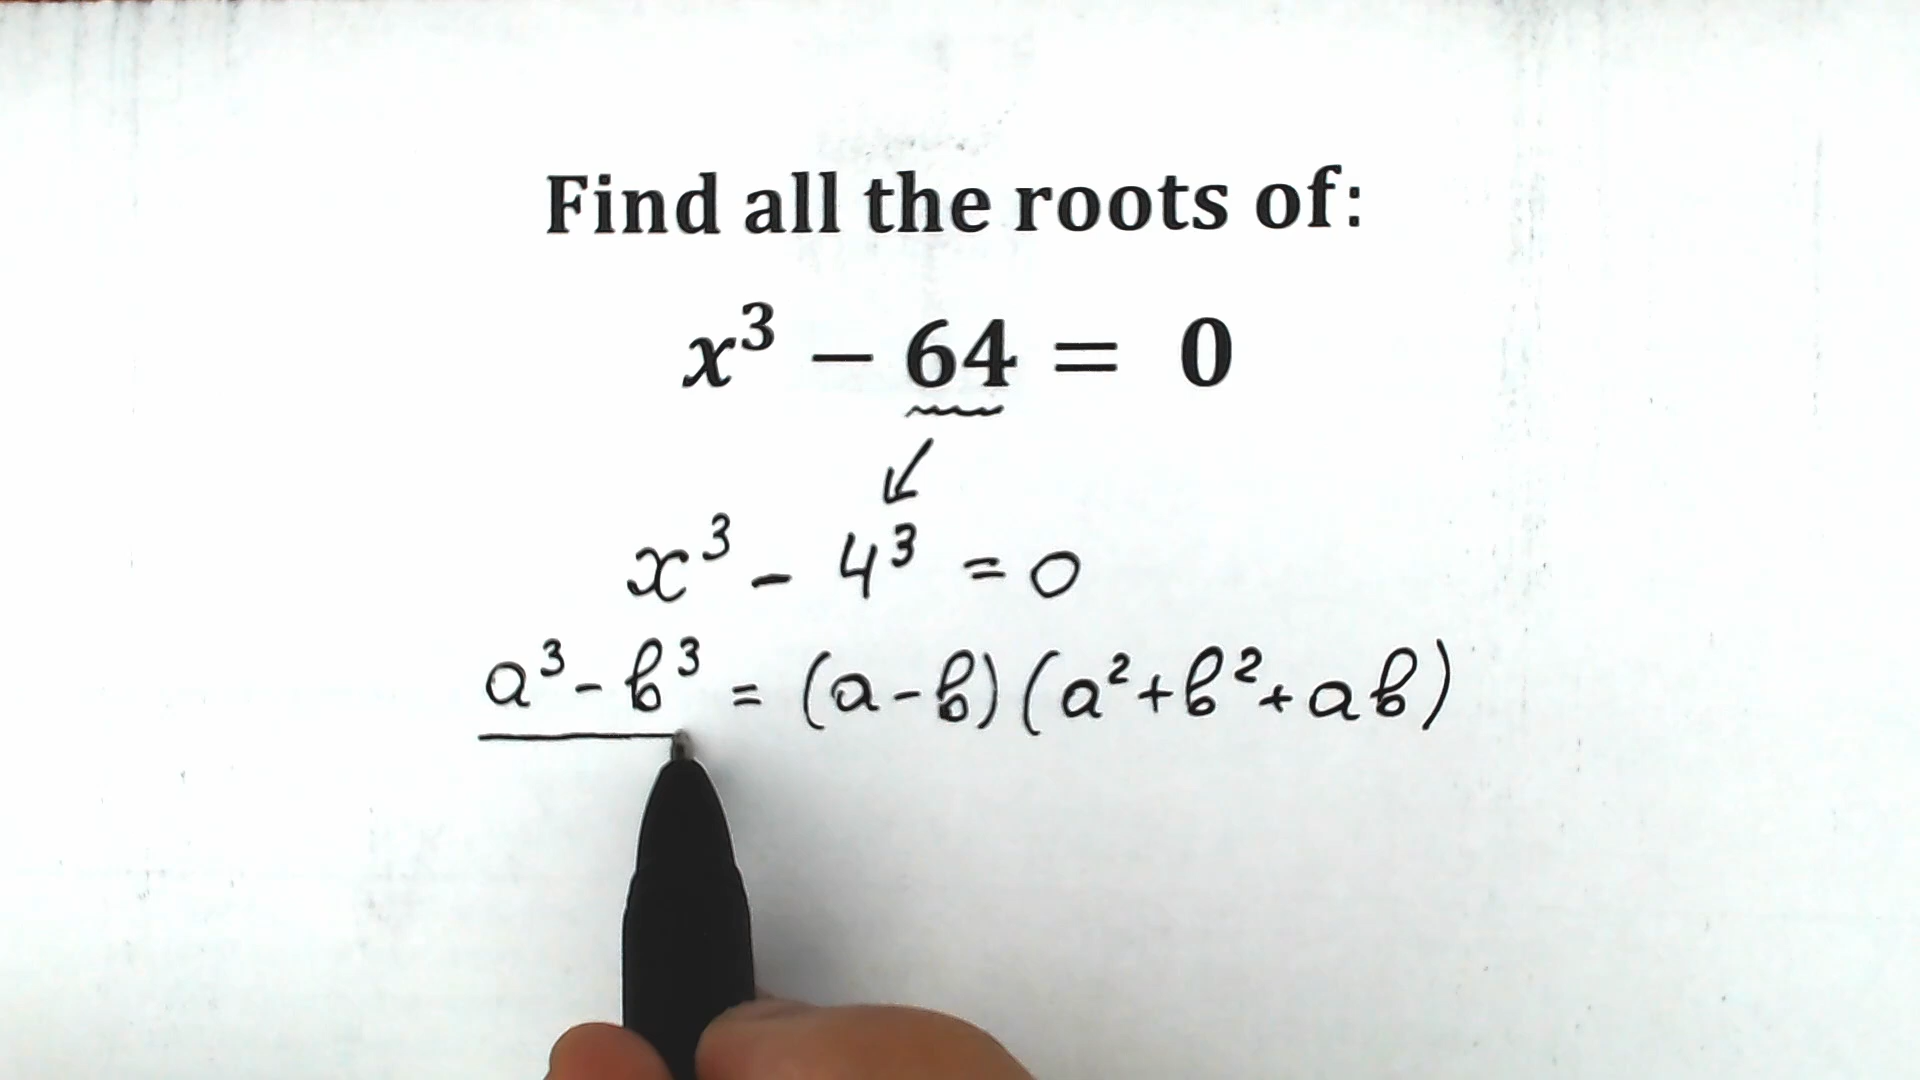 Find all the roots of:
x³ − 64 = 0
x³ - 4³ = 0
a³ - b³ = (a - b)(a² + b² + ab)